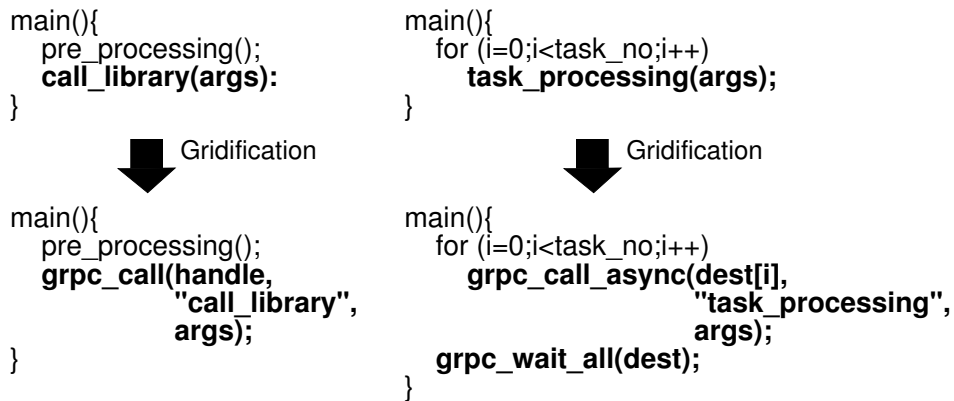 main(){
pre_processing();
call_library(args):
}
Gridification
main(){
pre_processing();
grpc_call(handle,
"call_library",
args);
}
main(){
for (i=0;i<task_no;i++)
task_processing(args);
}
Gridification
main(){
for (i=0;i<task_no;i++)
grpc_call_async(dest[i],
"task_processing",
args);
grpc_wait_all(dest);
}